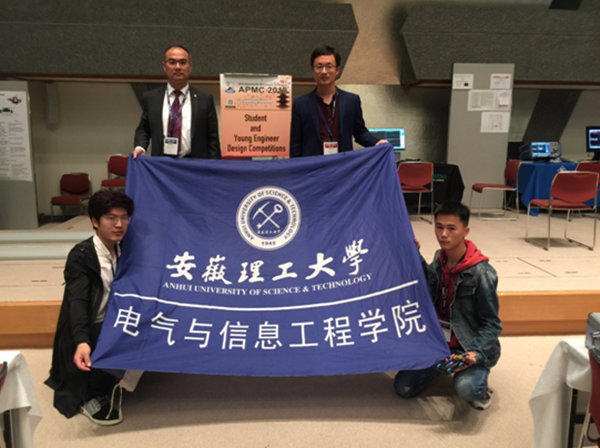 APMC-2018
Student
and
Young Engineer
Design Competitions
ANHUI UNIVERSITY OF SCIENCE & TECHNOLOGY
1945
安徽理工大学
ANHUI UNIVERSITY OF SCIENCE & TECHNOLOGY
电气与信息工程学院